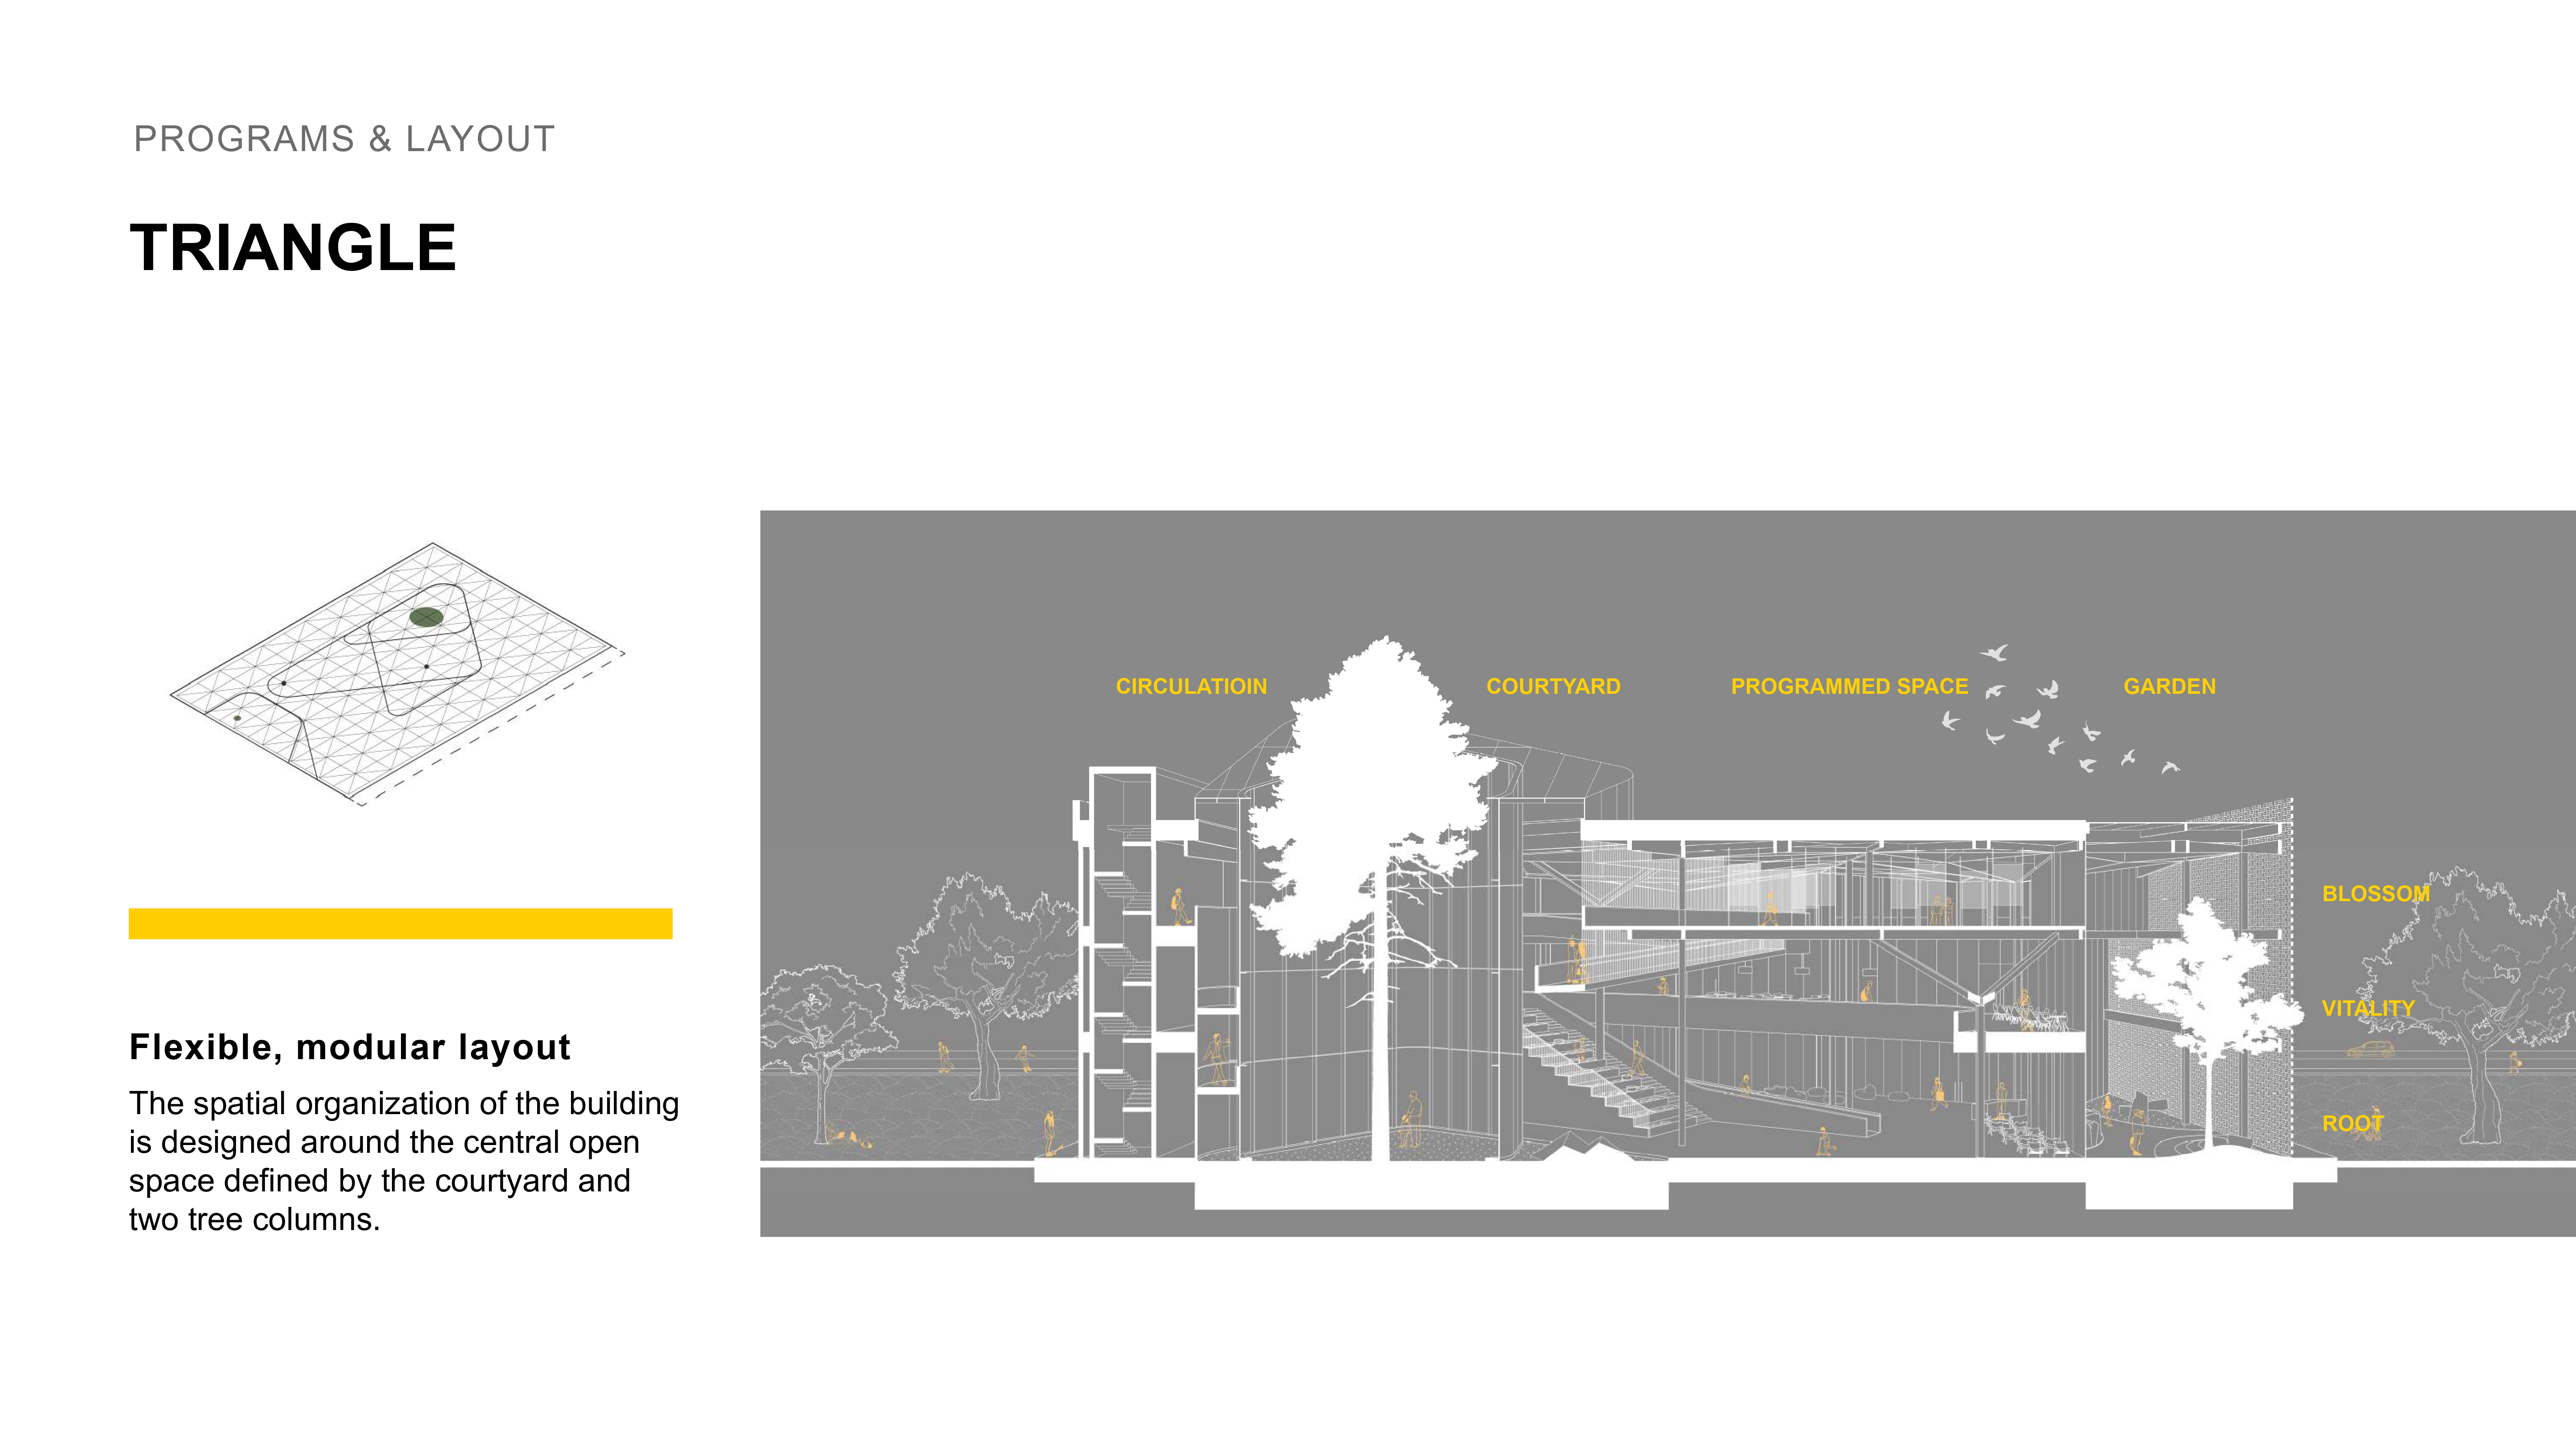 PROGRAMS & LAYOUT
TRIANGLE
Flexible, modular layout
The spatial organization of the building
is designed around the central open
space defined by the courtyard and
two tree columns.
CIRCULATIOIN
COURTYARD
PROGRAMMED SPACE
GARDEN
BLOSSOM
VITALITY
ROOT